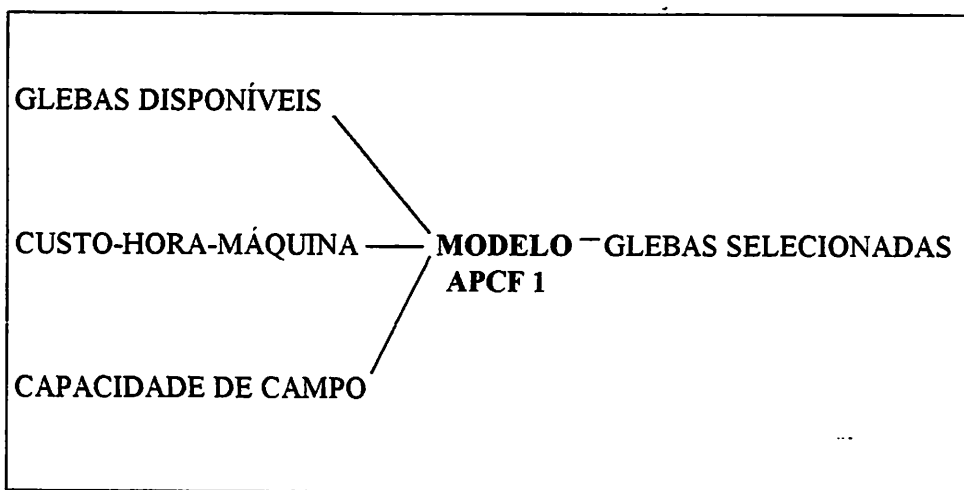 GLEBAS DISPONÍVEIS
CUSTO-HORA-MÁQUINA
MODELO
APCF 1
GLEBAS SELECIONADAS
CAPACIDADE DE CAMPO